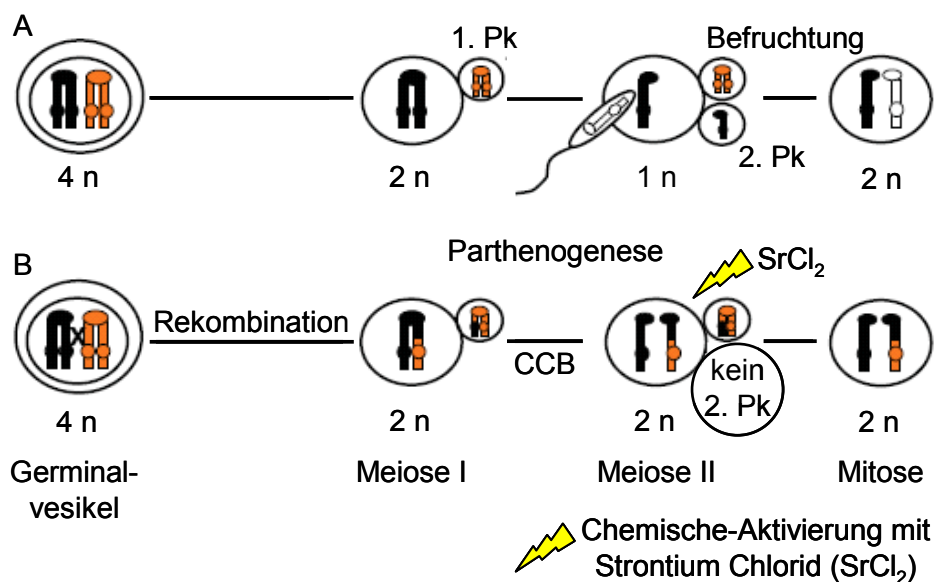 A
1. Pk
Befruchtung
2. Pk
4 n
2 n
1 n
2 n
Parthenogenese
B
SrCl₂
Rekombination
CCB
kein
2. Pk
4 n
2 n
2 n
2 n
Germinal-
vesikel
Meiose I
Meiose II
Mitose
Chemische-Aktivierung mit
Strontium Chlorid (SrCl₂)